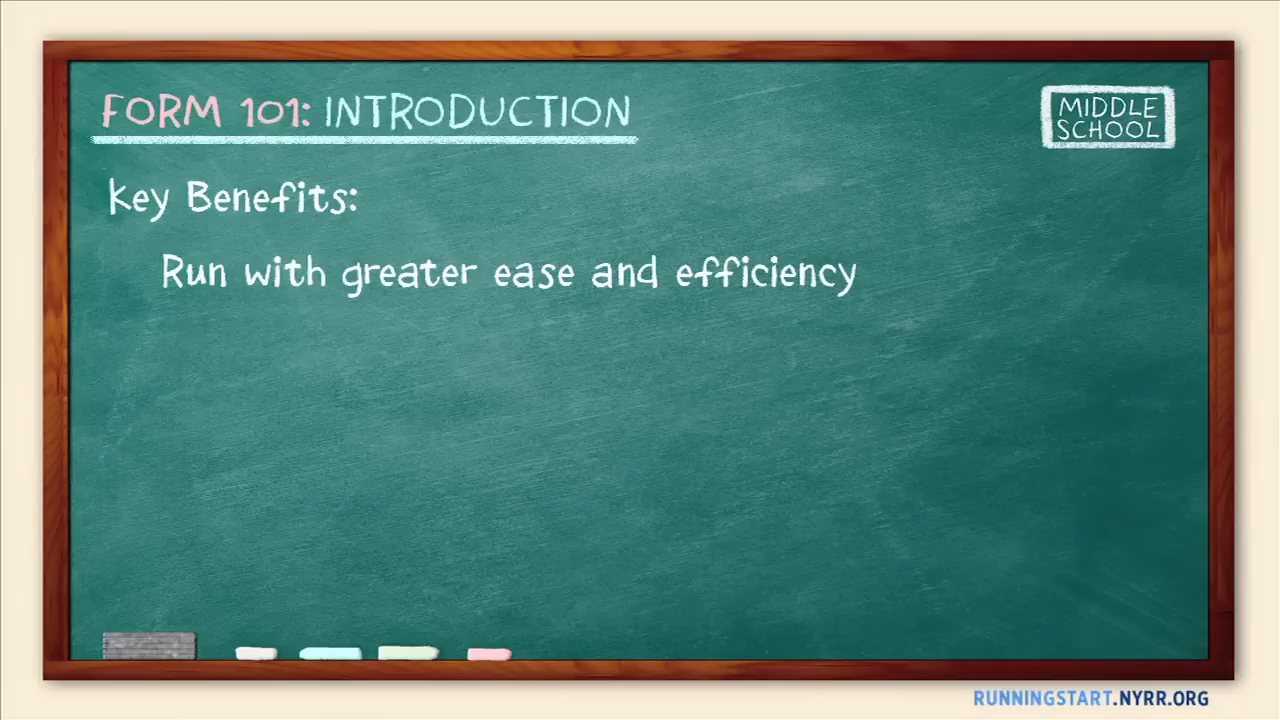 FORM 101: INTRODUCTION
MIDDLE
SCHOOL
Key Benefits:
Run with greater ease and efficiency
RUNNINGSTART.NYRR.ORG